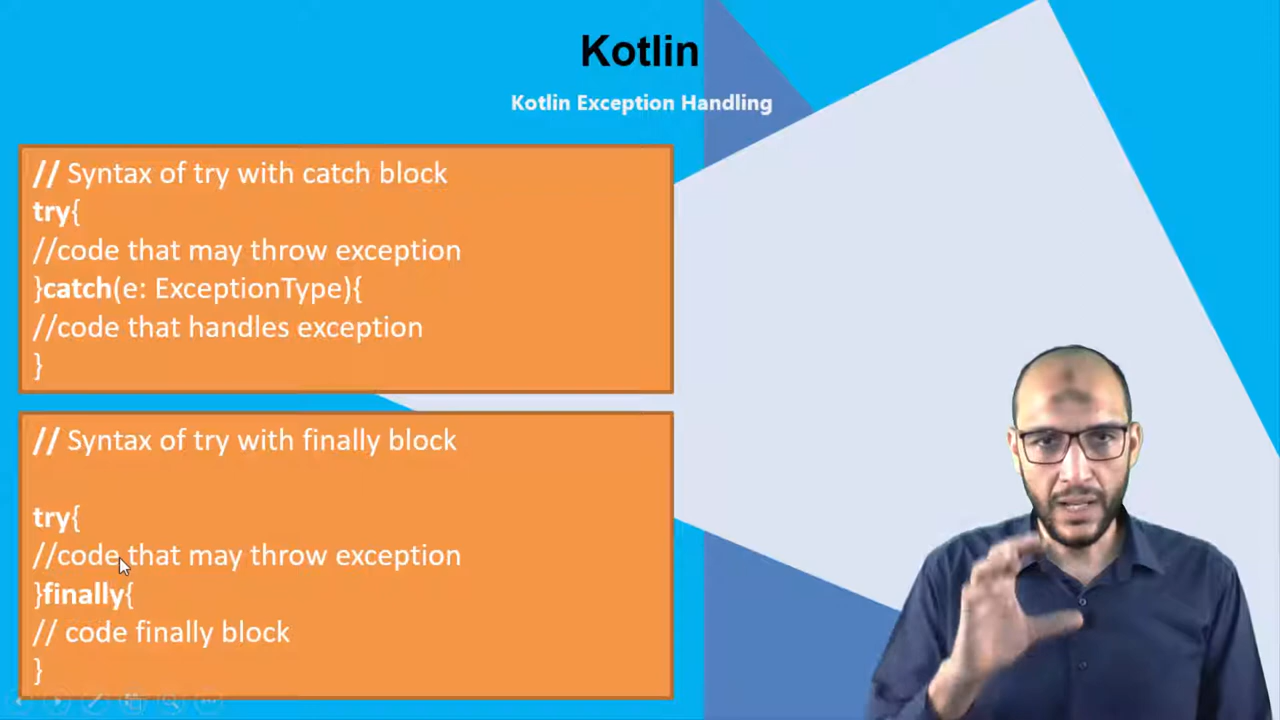 Kotlin
Kotlin Exception Handling
// Syntax of try with catch block
try{
//code that may throw exception
}catch(e: ExceptionType){
//code that handles exception
}
// Syntax of try with finally block
try{
//code that may throw exception
}finally{
// code finally block
}